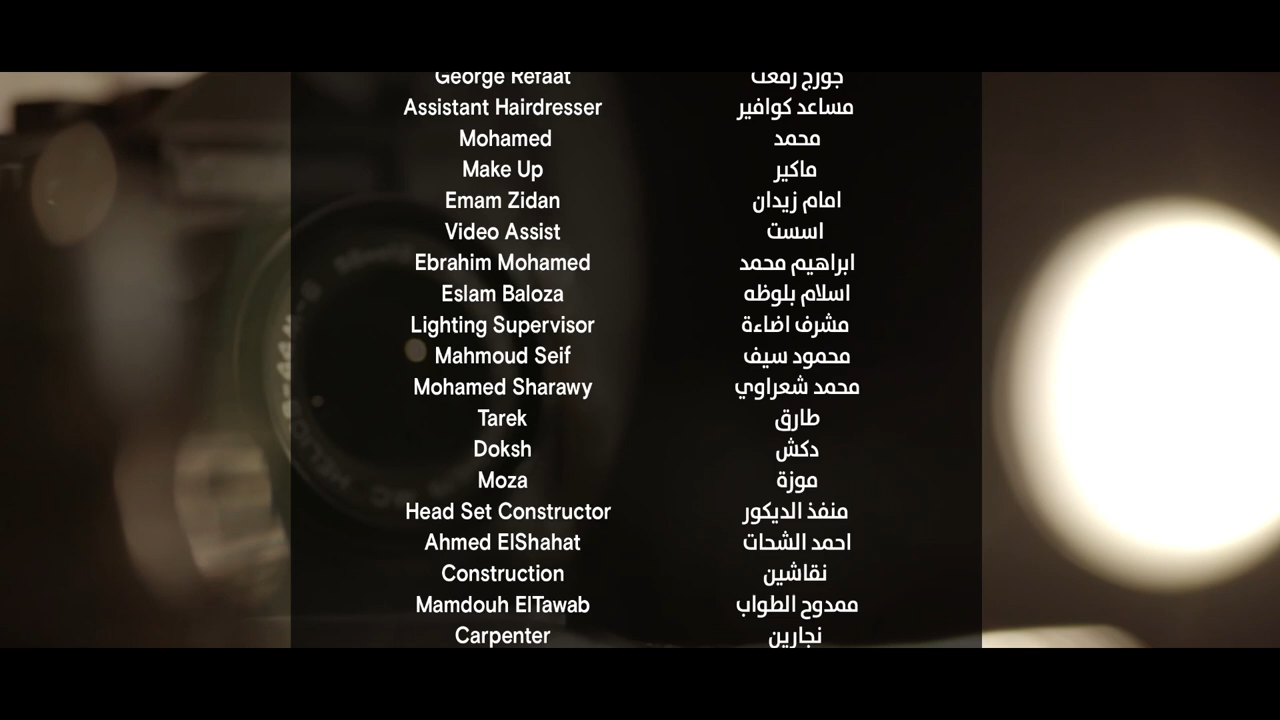 George Refaat جورج رفعت
Assistant Hairdresser مساعد كوافير
Mohamed محمد
Make Up ماكير
Emam Zidan امام زيدان
Video Assist اسست
Ebrahim Mohamed ابراهيم محمد
Eslam Baloza اسلام بلوظه
Lighting Supervisor مشرف اضاءة
Mahmoud Seif محمود سيف
Mohamed Sharawy محمد شعراوي
Tarek طارق
Doksh دكش
Moza موزة
Head Set Constructor منفذ الديكور
Ahmed ElShahat احمد الشحات
Construction نقاشين
Mamdouh ElTawab ممدوح الطواب
Carpenter نجارين